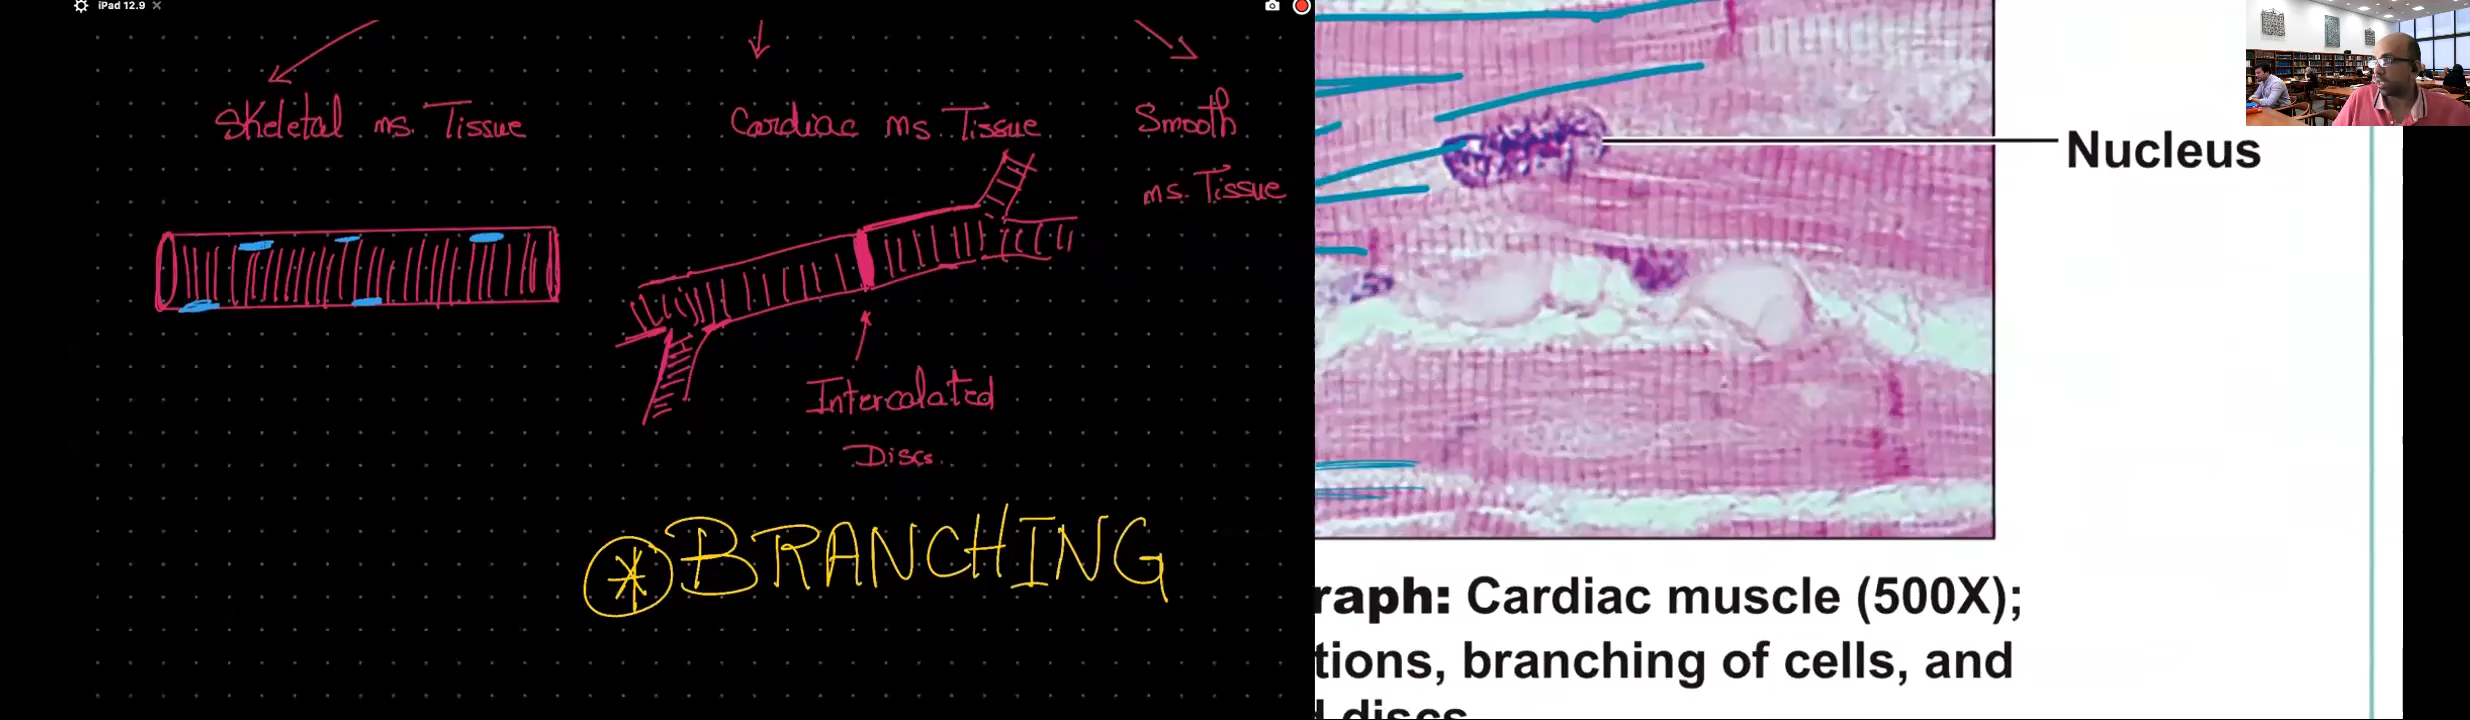 iPad 12.9
Skeletal ms. Tissue
Cardiac ms. Tissue
Smooth
ms. Tissue
Intercalated
Discs.
* BRANCHING
Nucleus
raph: Cardiac muscle (500X);
tions, branching of cells, and
d discs